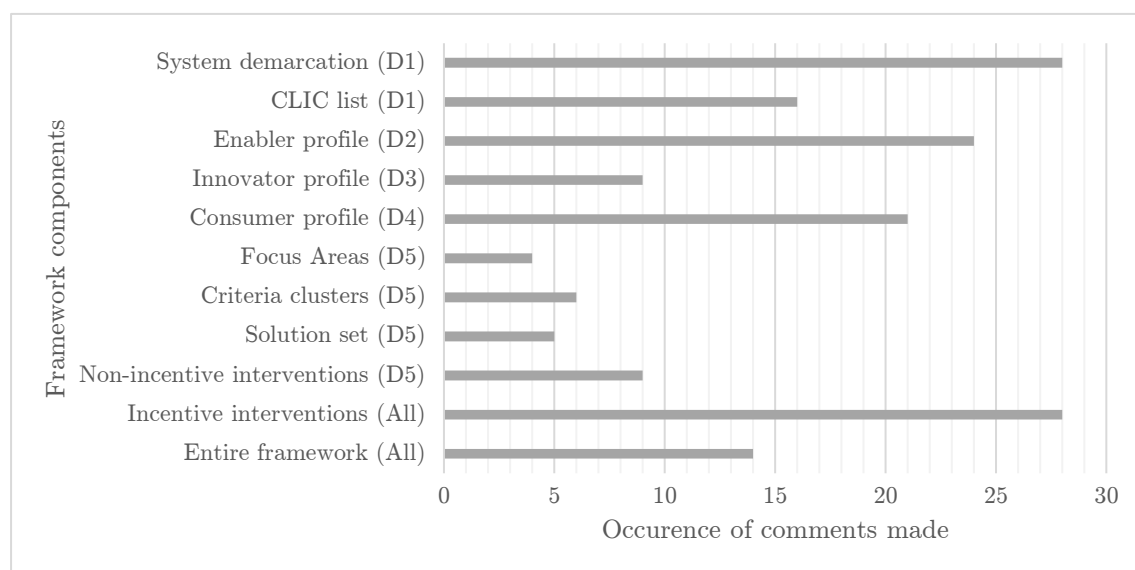 Framework components
System demarcation (D1)
CLIC list (D1)
Enabler profile (D2)
Innovator profile (D3)
Consumer profile (D4)
Focus Areas (D5)
Criteria clusters (D5)
Solution set (D5)
Non-incentive interventions (D5)
Incentive interventions (All)
Entire framework (All)
0 5 10 15 20 25 30
Occurence of comments made